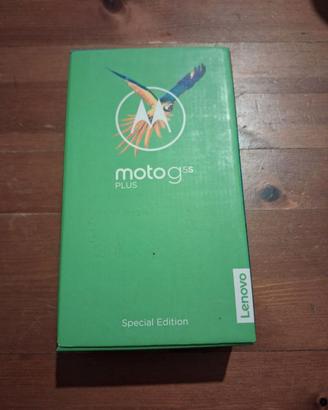 moto g5s
PLUS
Lenovo
Special Edition